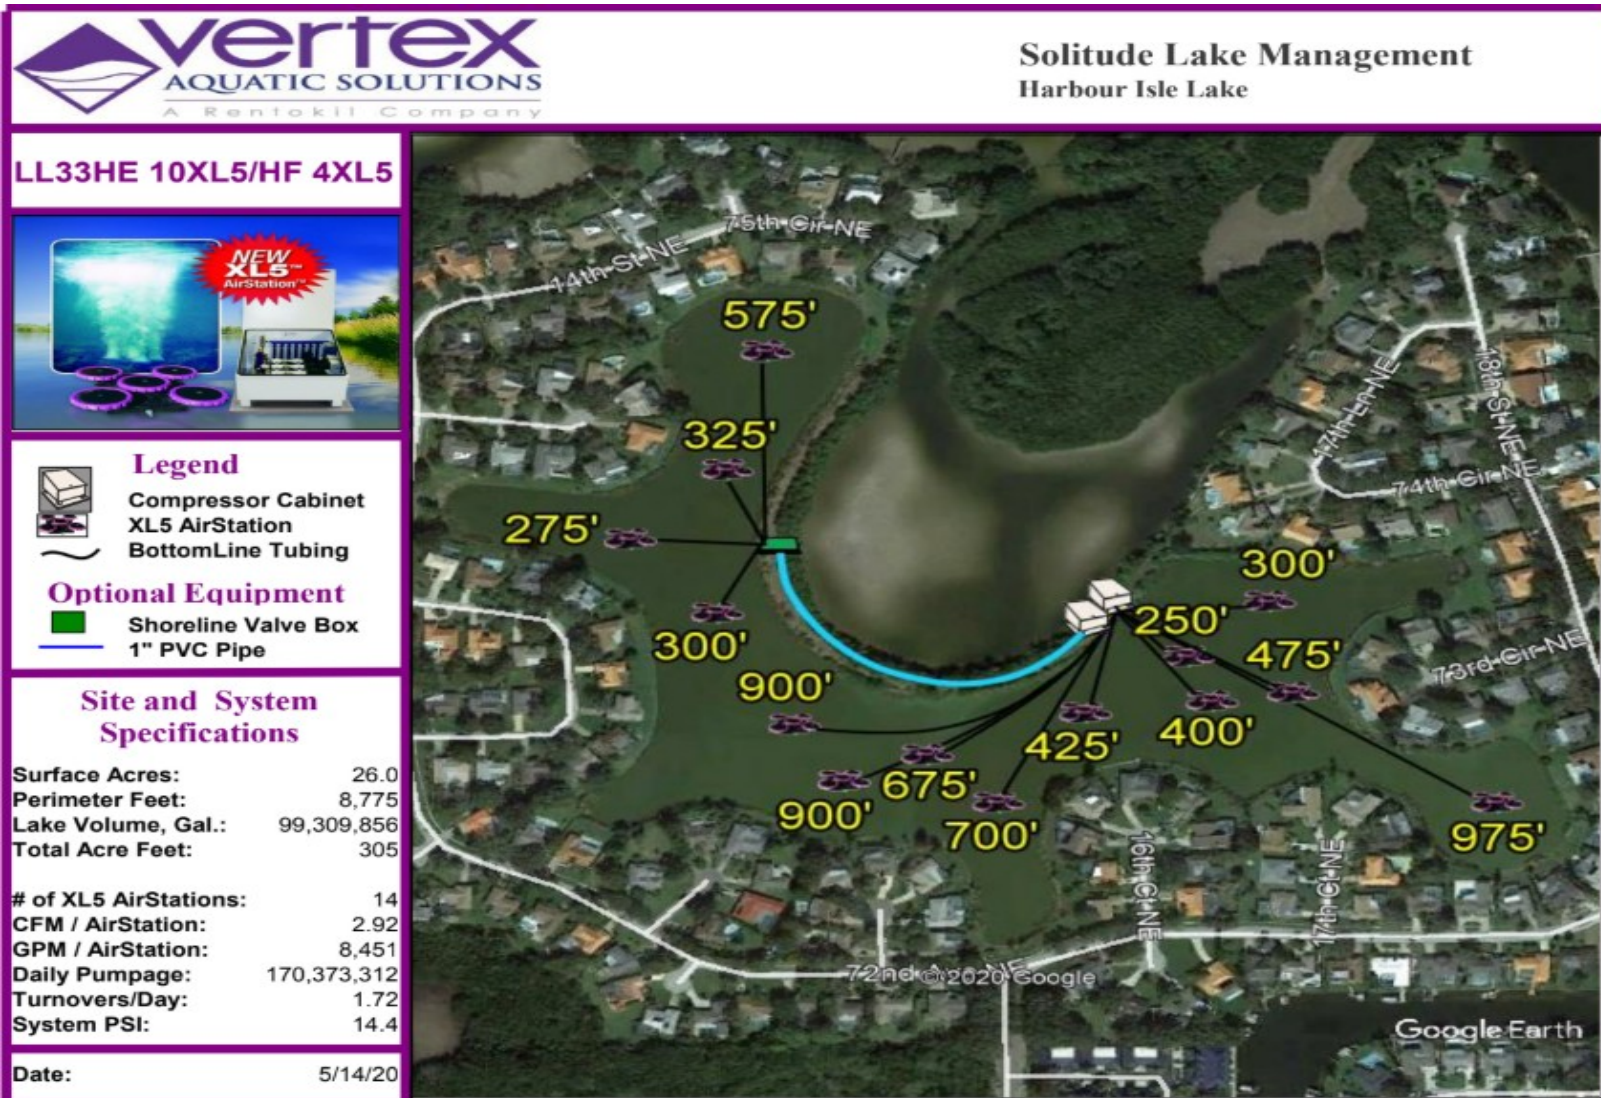 vertex
AQUATIC SOLUTIONS
A Rentokil Company
Solitude Lake Management
Harbour Isle Lake
LL33HE 10XL5/HF 4XL5
NEW
XL5™
AirStation™
Legend
Compressor Cabinet
XL5 AirStation
BottomLine Tubing
Optional Equipment
Shoreline Valve Box
1" PVC Pipe
Site and System
Specifications
Surface Acres: 26.0
Perimeter Feet: 8,775
Lake Volume, Gal.: 99,309,856
Total Acre Feet: 305
# of XL5 AirStations: 14
CFM / AirStation: 2.92
GPM / AirStation: 8,451
Daily Pumpage: 170,373,312
Turnovers/Day: 1.72
System PSI: 14.4
Date: 5/14/20
75th Cir NE
14th St NE
575'
325'
275'
300'
900'
900'
675'
700'
425'
400'
250'
300'
475'
975'
17th Ln NE
18th St NE
74th Cir NE
73rd Cir NE
16th Ct NE
17th Ct NE
72nd Ave NE
© 2020 Google
Google Earth